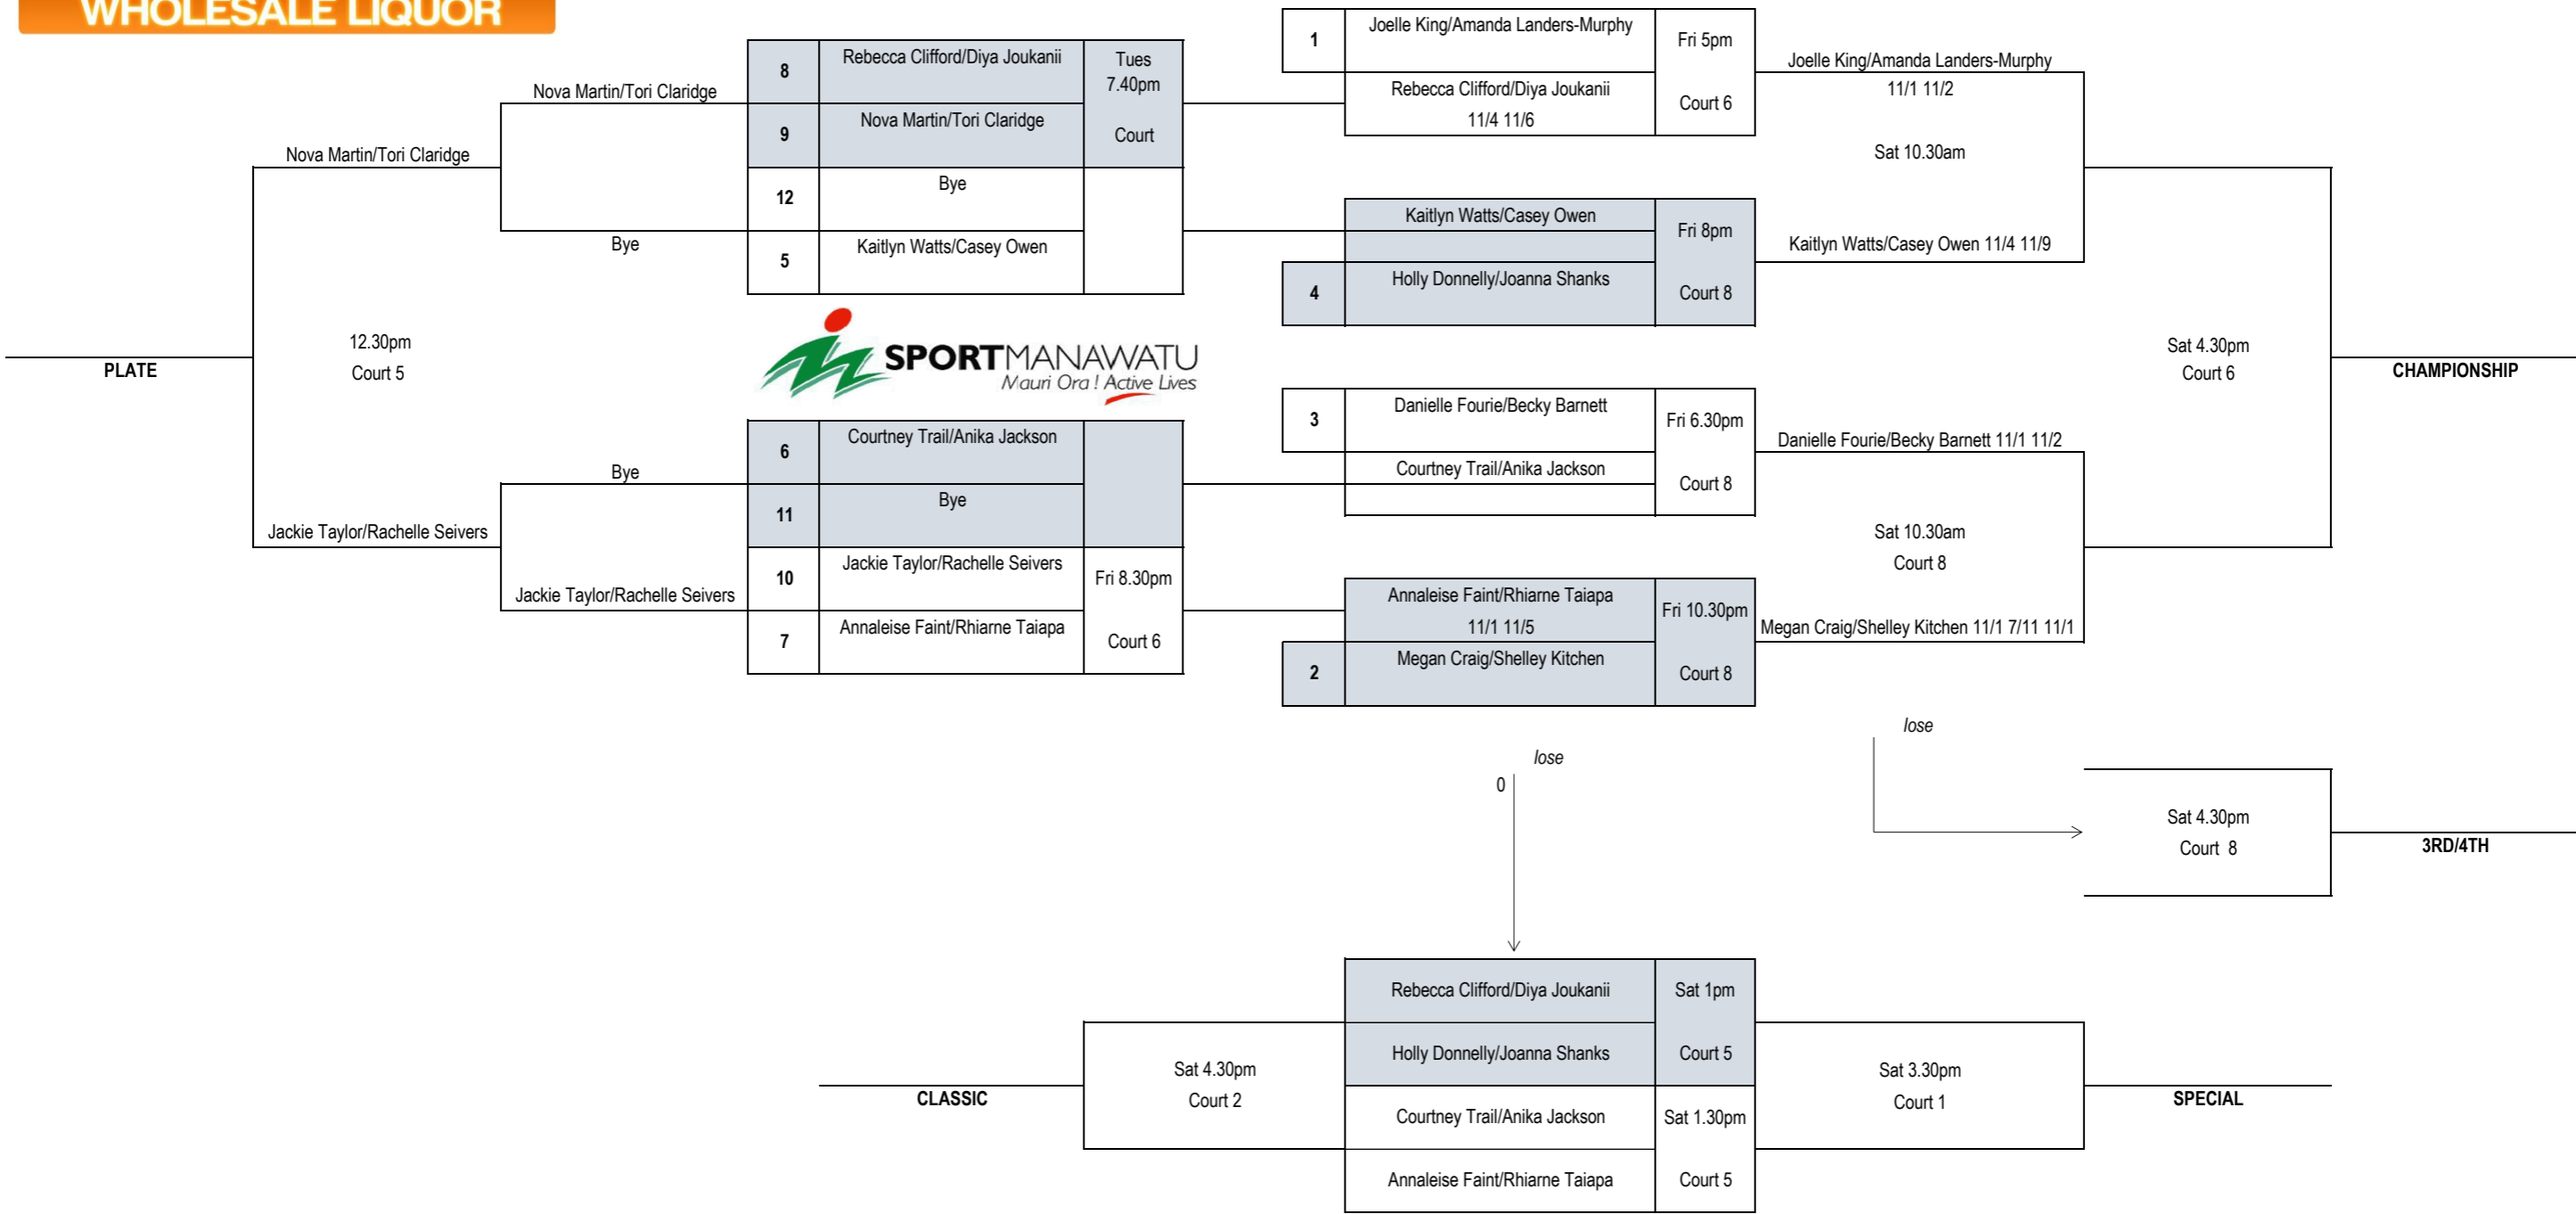 WHOLESALE LIQUOR
1
Joelle King/Amanda Landers-Murphy
Fri 5pm
Rebecca Clifford/Diya Joukanii
11/4 11/6
Court 6
Joelle King/Amanda Landers-Murphy
11/1 11/2
Sat 10.30am
8
Rebecca Clifford/Diya Joukanii
Tues
7.40pm
Nova Martin/Tori Claridge
9
Nova Martin/Tori Claridge
Court
Nova Martin/Tori Claridge
12
Bye
Bye
5
Kaitlyn Watts/Casey Owen
Kaitlyn Watts/Casey Owen
Fri 8pm
Kaitlyn Watts/Casey Owen 11/4 11/9
4
Holly Donnelly/Joanna Shanks
Court 8
12.30pm
Court 5
PLATE
SPORTMANAWATU
Mauri Ora ! Active Lives
Sat 4.30pm
Court 6
CHAMPIONSHIP
3
Danielle Fourie/Becky Barnett
Fri 6.30pm
Courtney Trail/Anika Jackson
Court 8
Danielle Fourie/Becky Barnett 11/1 11/2
6
Courtney Trail/Anika Jackson
Bye
11
Bye
Jackie Taylor/Rachelle Seivers
10
Jackie Taylor/Rachelle Seivers
Fri 8.30pm
Jackie Taylor/Rachelle Seivers
7
Annaleise Faint/Rhiarne Taiapa
Court 6
Sat 10.30am
Court 8
Annaleise Faint/Rhiarne Taiapa
11/1 11/5
Fri 10.30pm
Megan Craig/Shelley Kitchen 11/1 7/11 11/1
2
Megan Craig/Shelley Kitchen
Court 8
lose
lose
0
Sat 4.30pm
Court 8
3RD/4TH
Rebecca Clifford/Diya Joukanii
Sat 1pm
Holly Donnelly/Joanna Shanks
Court 5
Sat 4.30pm
Court 2
CLASSIC
Sat 3.30pm
Court 1
SPECIAL
Courtney Trail/Anika Jackson
Sat 1.30pm
Annaleise Faint/Rhiarne Taiapa
Court 5